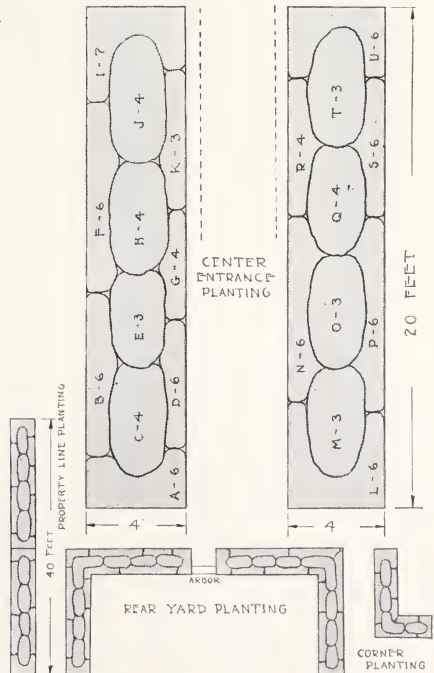 I-7
J-4
K-3
F-6
H-4
G-4
E-3
B-6
C-4
D-6
A-6
4'
CENTER
ENTRANCE
PLANTING
U-6
T-3
R-4
S-6
Q-4
O-3
N-6
P-6
M-3
L-6
4
20 FEET
PROPERTY LINE PLANTING
40 FEET
ARBOR
REAR YARD PLANTING
CORNER
PLANTING